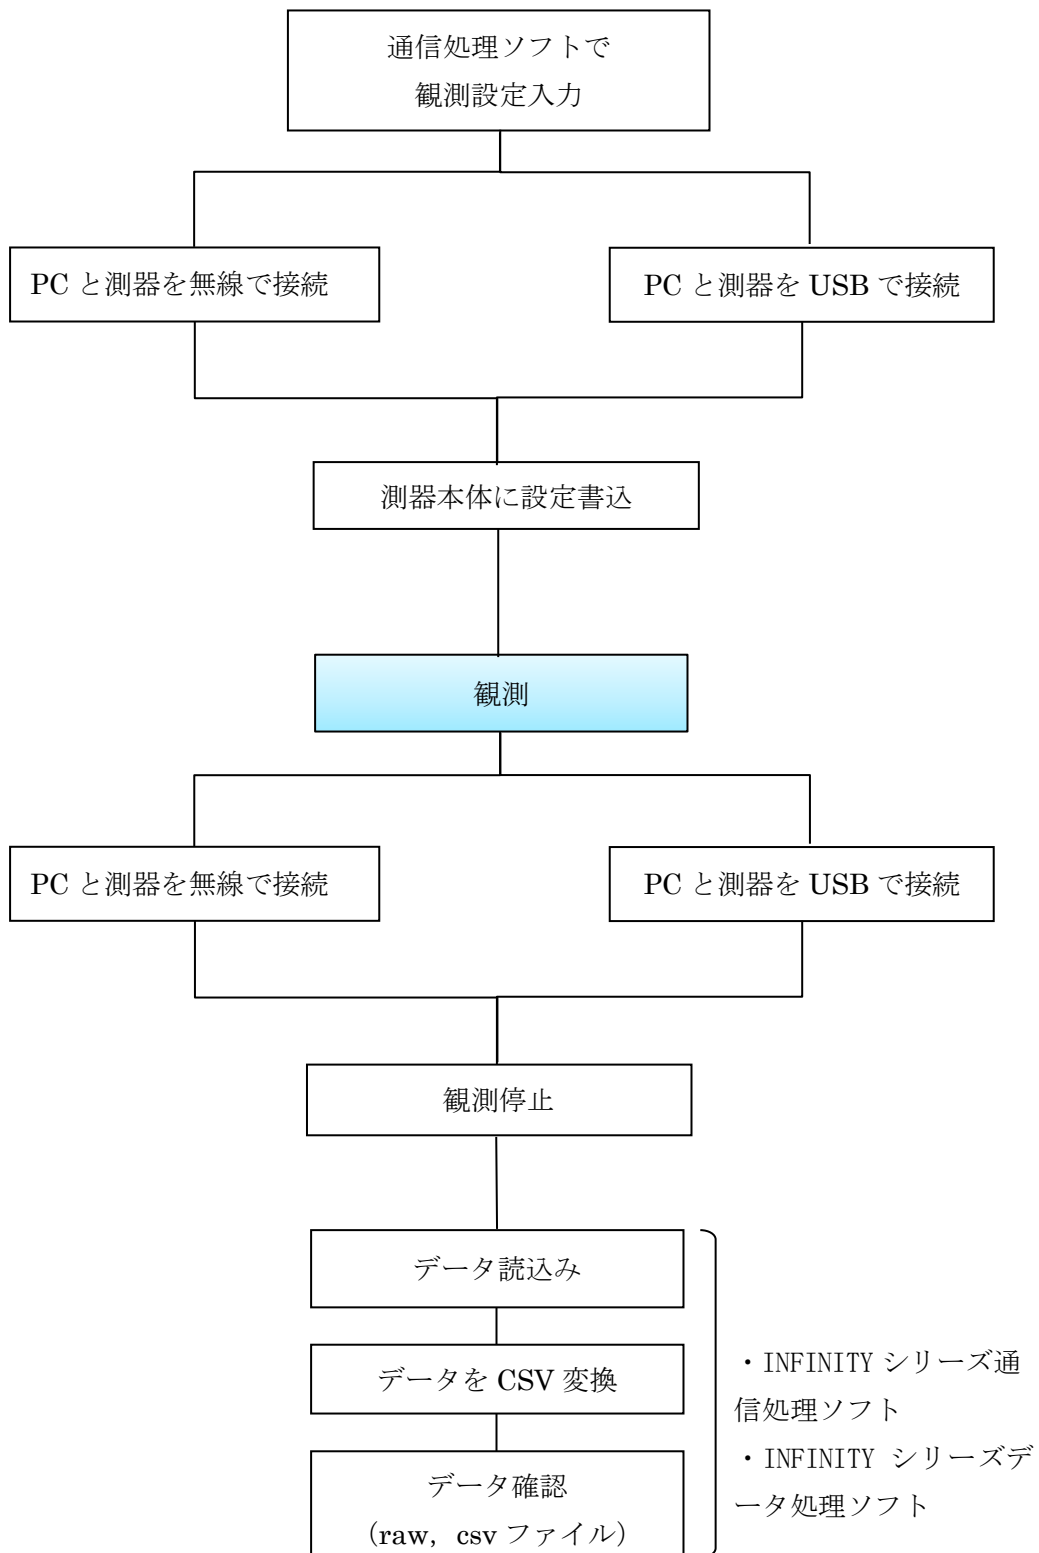 通信処理ソフトで
観測設定入力
PC と測器を無線で接続
PC と測器を USB で接続
測器本体に設定書込
観測
PC と測器を無線で接続
PC と測器を USB で接続
観測停止
データ読込み
データを CSV 変換
データ確認
(raw, csv ファイル)
・INFINITY シリーズ通
信処理ソフト
・INFINITY シリーズデ
ータ処理ソフト